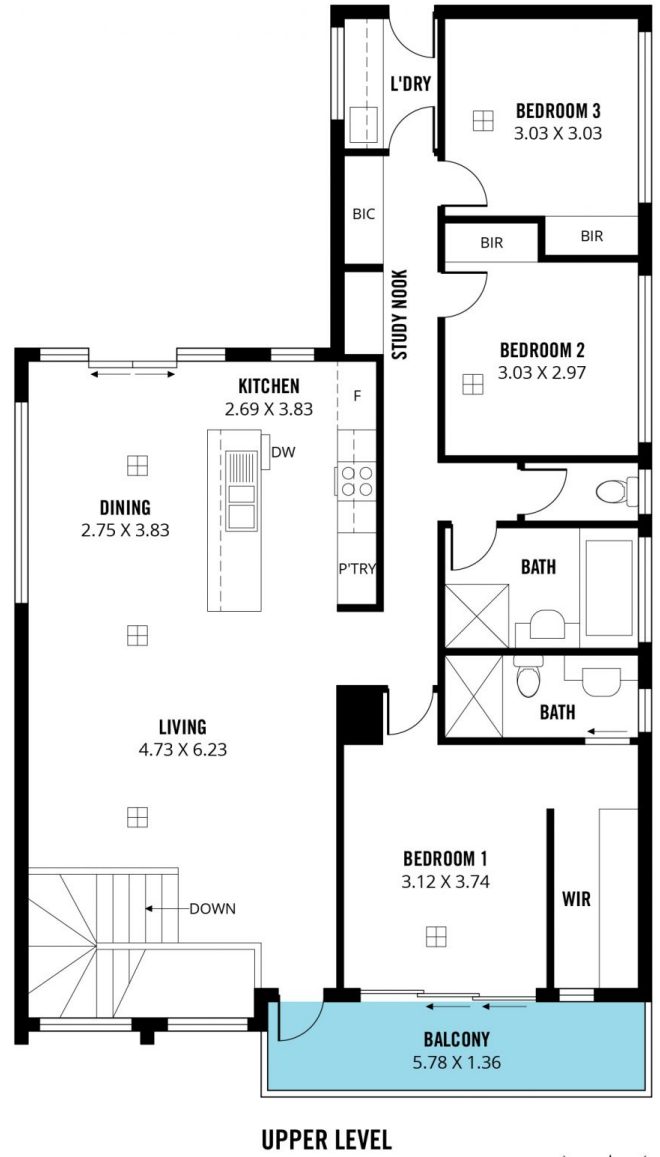 L'DRY
BEDROOM 3
3.03 X 3.03
BIC
BIR
BIR
STUDY NOOK
BEDROOM 2
3.03 X 2.97
KITCHEN
2.69 X 3.83
F
DW
DINING
2.75 X 3.83
P'TRY
BATH
BATH
LIVING
4.73 X 6.23
BEDROOM 1
3.12 X 3.74
WIR
DOWN
BALCONY
5.78 X 1.36
UPPER LEVEL